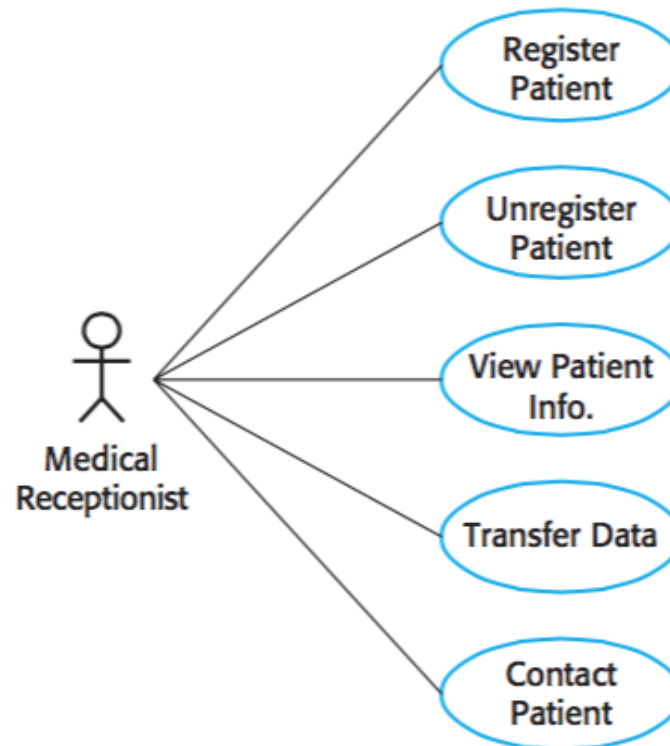 Register
Patient
Unregister
Patient
View Patient
Info.
Medical
Receptionist
Transfer Data
Contact
Patient